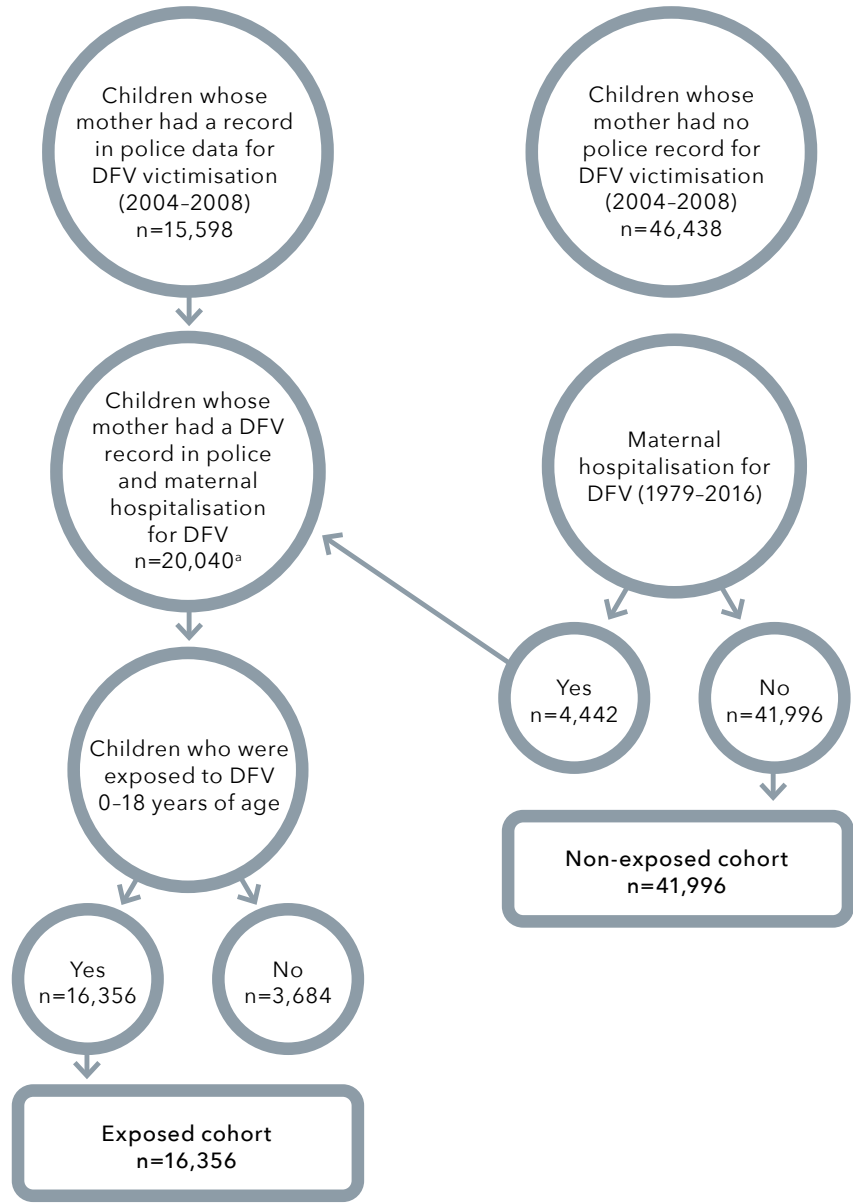 Children whose
mother had a record
in police data for
DFV victimisation
(2004–2008)
n=15,598
Children whose
mother had no
police record for
DFV victimisation
(2004–2008)
n=46,438
Children whose
mother had a DFV
record in police
and maternal
hospitalisation
for DFV
n=20,040ª
Maternal
hospitalisation for
DFV (1979–2016)
Yes
n=4,442
No
n=41,996
Children who were
exposed to DFV
0–18 years of age
Non-exposed cohort
n=41,996
Yes
n=16,356
No
n=3,684
Exposed cohort
n=16,356